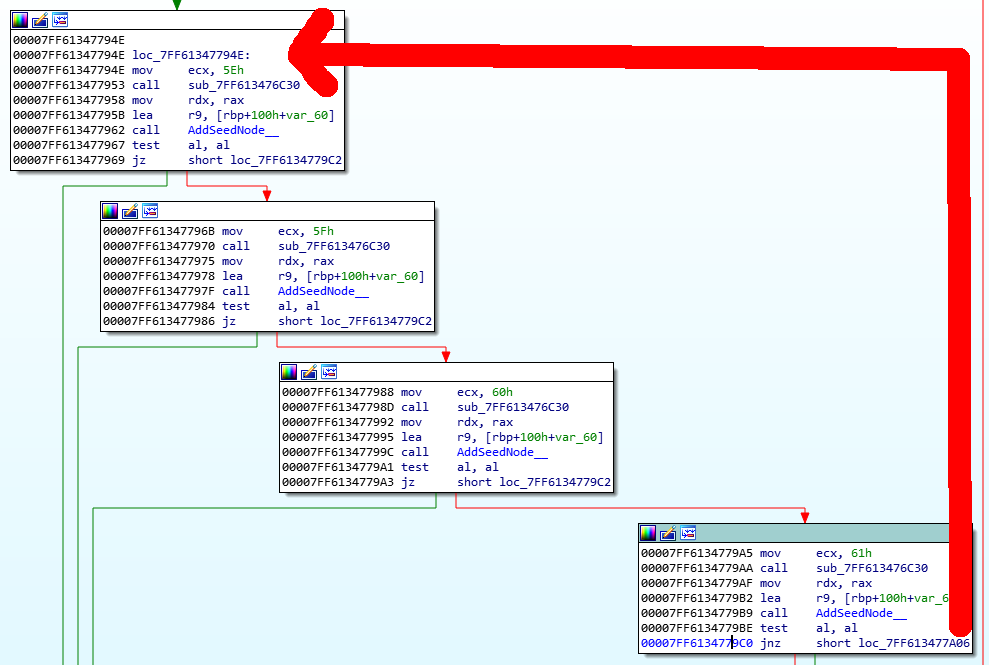 00007FF61347794E
00007FF61347794E loc_7FF61347794E:
00007FF61347794E mov ecx, 5Eh
00007FF613477953 call sub_7FF613476C30
00007FF613477958 mov rdx, rax
00007FF61347795B lea r9, [rbp+100h+var_60]
00007FF613477962 call AddSeedNode__
00007FF613477967 test al, al
00007FF613477969 jz short loc_7FF6134779C2
00007FF61347796B mov ecx, 5Fh
00007FF613477970 call sub_7FF613476C30
00007FF613477975 mov rdx, rax
00007FF613477978 lea r9, [rbp+100h+var_60]
00007FF61347797F call AddSeedNode__
00007FF613477984 test al, al
00007FF613477986 jz short loc_7FF6134779C2
00007FF613477988 mov ecx, 60h
00007FF61347798D call sub_7FF613476C30
00007FF613477992 mov rdx, rax
00007FF613477995 lea r9, [rbp+100h+var_60]
00007FF61347799C call AddSeedNode__
00007FF6134779A1 test al, al
00007FF6134779A3 jz short loc_7FF6134779C2
00007FF6134779A5 mov ecx, 61h
00007FF6134779AA call sub_7FF613476C30
00007FF6134779AF mov rdx, rax
00007FF6134779B2 lea r9, [rbp+100h+var_6
00007FF6134779B9 call AddSeedNode__
00007FF6134779BE test al, al
00007FF6134779C0 jnz short loc_7FF613477A06